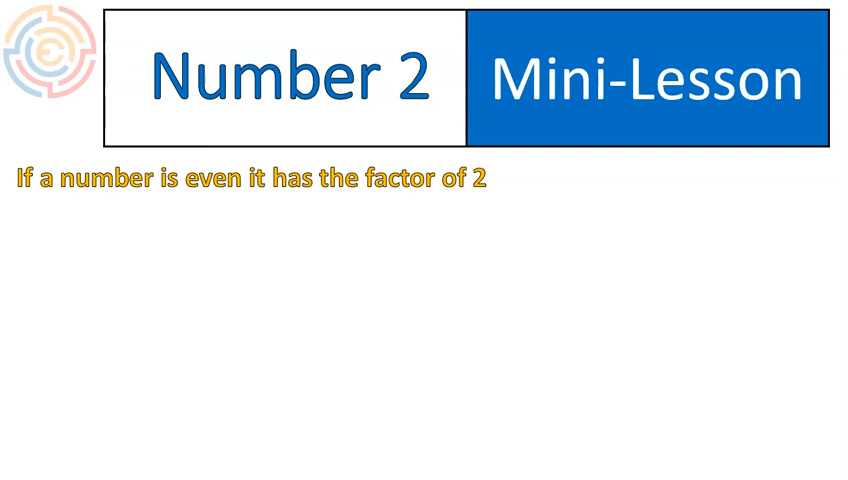 Number 2
Mini-Lesson
If a number is even it has the factor of 2